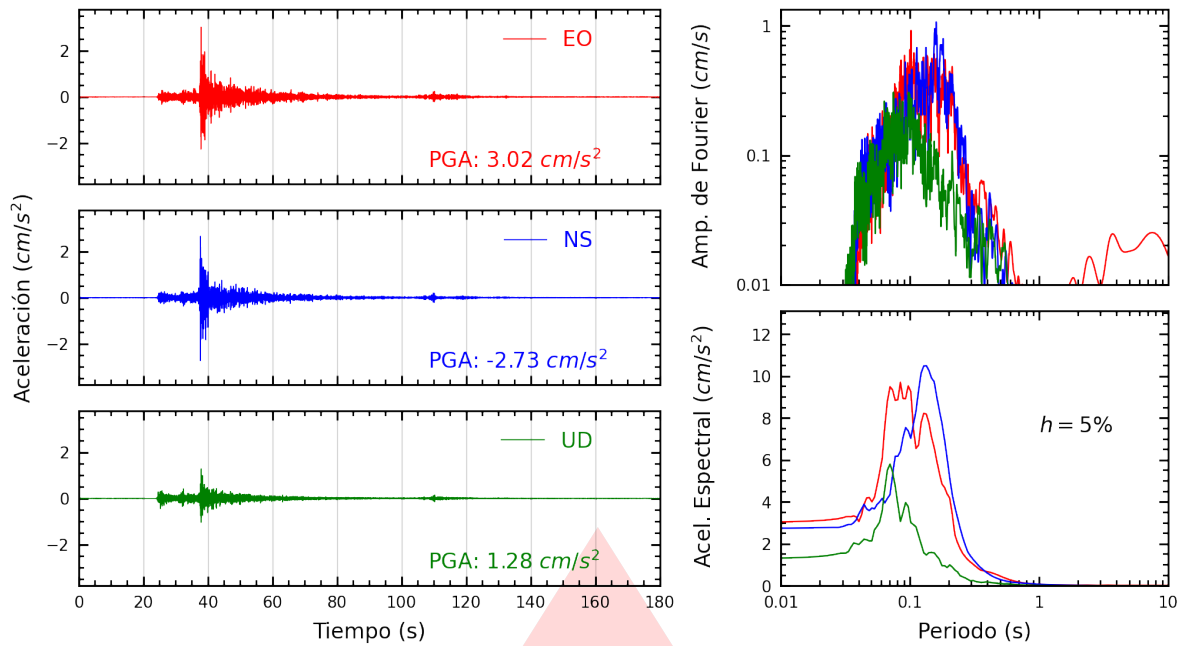 Aceleración (cm/s²)
2
0
−2
EO
PGA: 3.02 cm/s²
2
0
−2
NS
PGA: -2.73 cm/s²
2
0
−2
UD
PGA: 1.28 cm/s²
0 20 40 60 80 100 120 140 160 180
Tiempo (s)
Amp. de Fourier (cm/s)
1
0.1
0.01
Acel. Espectral (cm/s²)
12
10
8
6
4
2
0
h = 5%
0.01 0.1 1 10
Periodo (s)